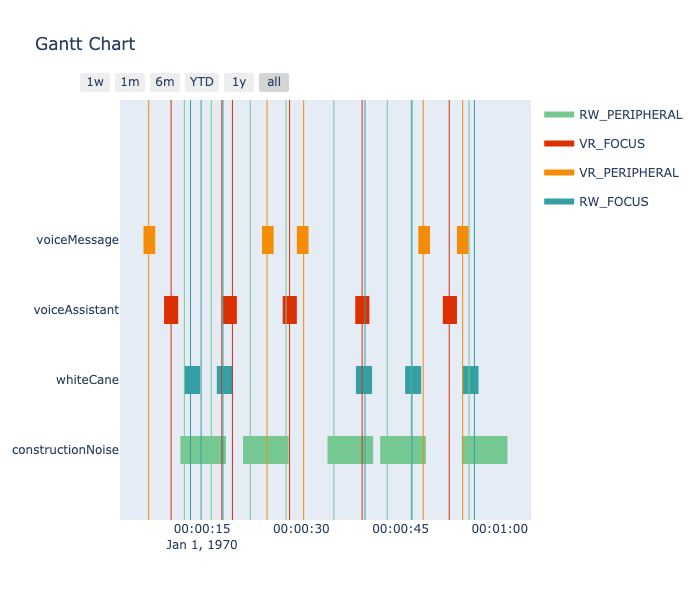 Gantt Chart
1w 1m 6m YTD 1y all
RW_PERIPHERAL
VR_FOCUS
VR_PERIPHERAL
RW_FOCUS
voiceMessage
voiceAssistant
whiteCane
constructionNoise
00:00:15 00:00:30 00:00:45 00:01:00
Jan 1, 1970